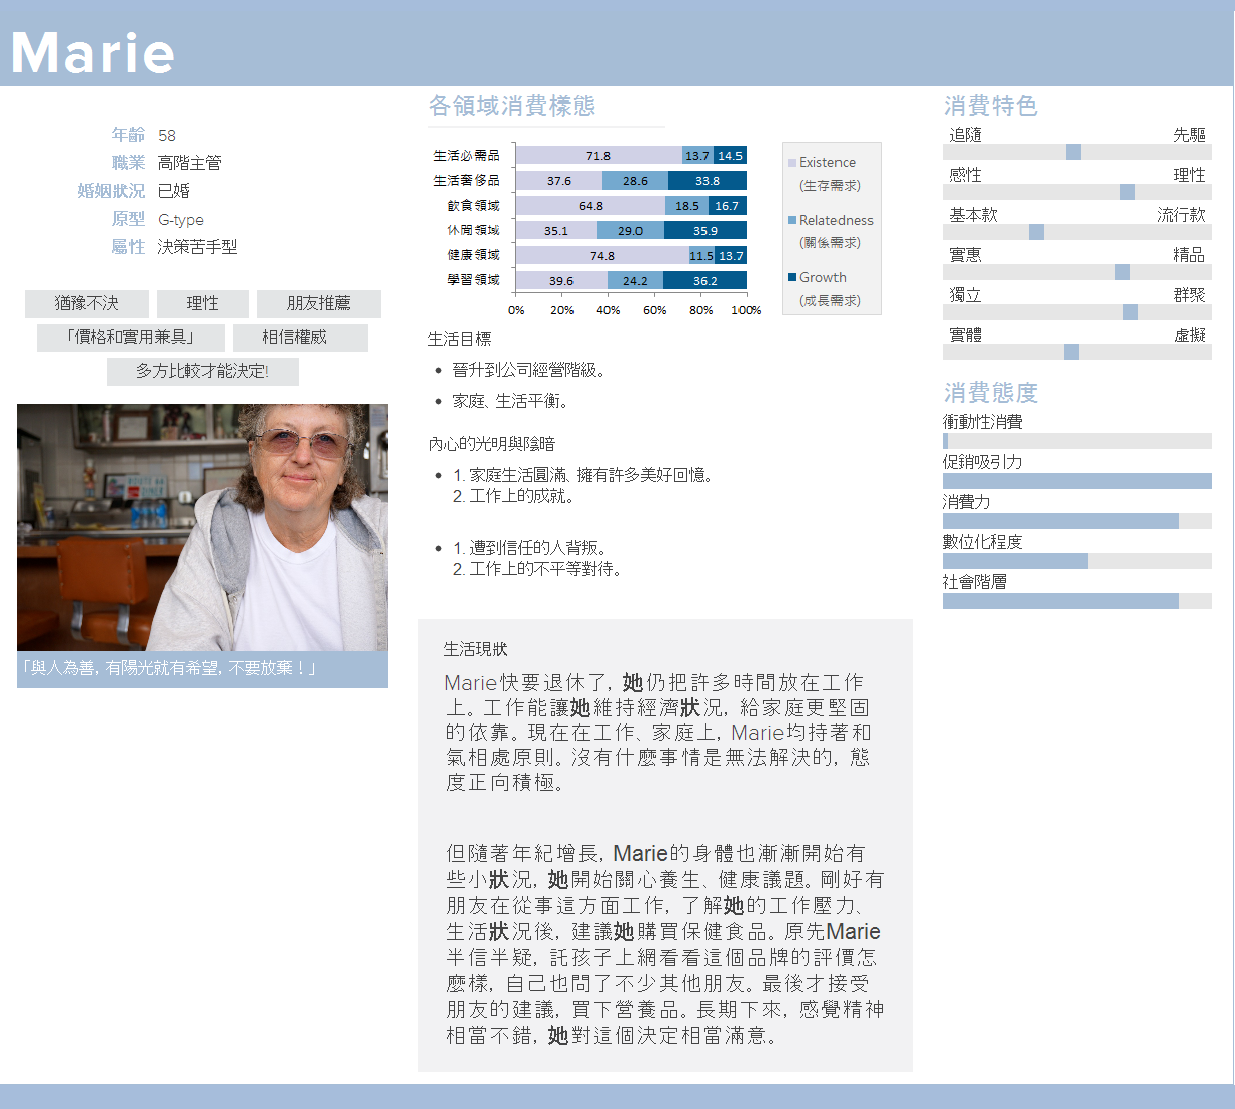 Marie
年齡 58
職業 高階主管
婚姻狀況 已婚
原型 G-type
屬性 決策苦手型
猶豫不決 理性 朋友推薦
「價格和實用兼具」 相信權威
多方比較才能決定!
「與人為善, 有陽光就有希望, 不要放棄！」
各領域消費樣態
生活必需品 71.8 13.7 14.5
生活奢侈品 37.6 28.6 33.8
飲食領域 64.8 18.5 16.7
休閒領域 35.1 29.0 35.9
健康領域 74.8 11.5 13.7
學習領域 39.6 24.2 36.2
0% 20% 40% 60% 80% 100%
Existence
(生存需求)
Relatedness
(關係需求)
Growth
(成長需求)
生活目標
• 晉升到公司經營階級。
• 家庭、生活平衡。
內心的光明與陰暗
• 1. 家庭生活圓滿、擁有許多美好回憶。
2. 工作上的成就。
• 1. 遭到信任的人背叛。
2. 工作上的不平等對待。
生活現狀
Marie快要退休了, 她仍把許多時間放在工作
上。工作能讓她維持經濟狀況, 給家庭更堅固
的依靠。現在在工作、家庭上, Marie均持著和
氣相處原則。沒有什麼事情是無法解決的, 態
度正向積極。
但隨著年紀增長, Marie的身體也漸漸開始有
些小狀況, 她開始關心養生、健康議題。剛好有
朋友在從事這方面工作, 了解她的工作壓力、
生活狀況後, 建議她購買保健食品。原先Marie
半信半疑, 託孩子上網看看這個品牌的評價怎
麼樣, 自己也問了不少其他朋友。最後才接受
朋友的建議, 買下營養品。長期下來, 感覺精神
相當不錯, 她對這個決定相當滿意。
消費特色
追隨 先驅
感性 理性
基本款 流行款
實惠 精品
獨立 群聚
實體 虛擬
消費態度
衝動性消費
促銷吸引力
消費力
數位化程度
社會階層